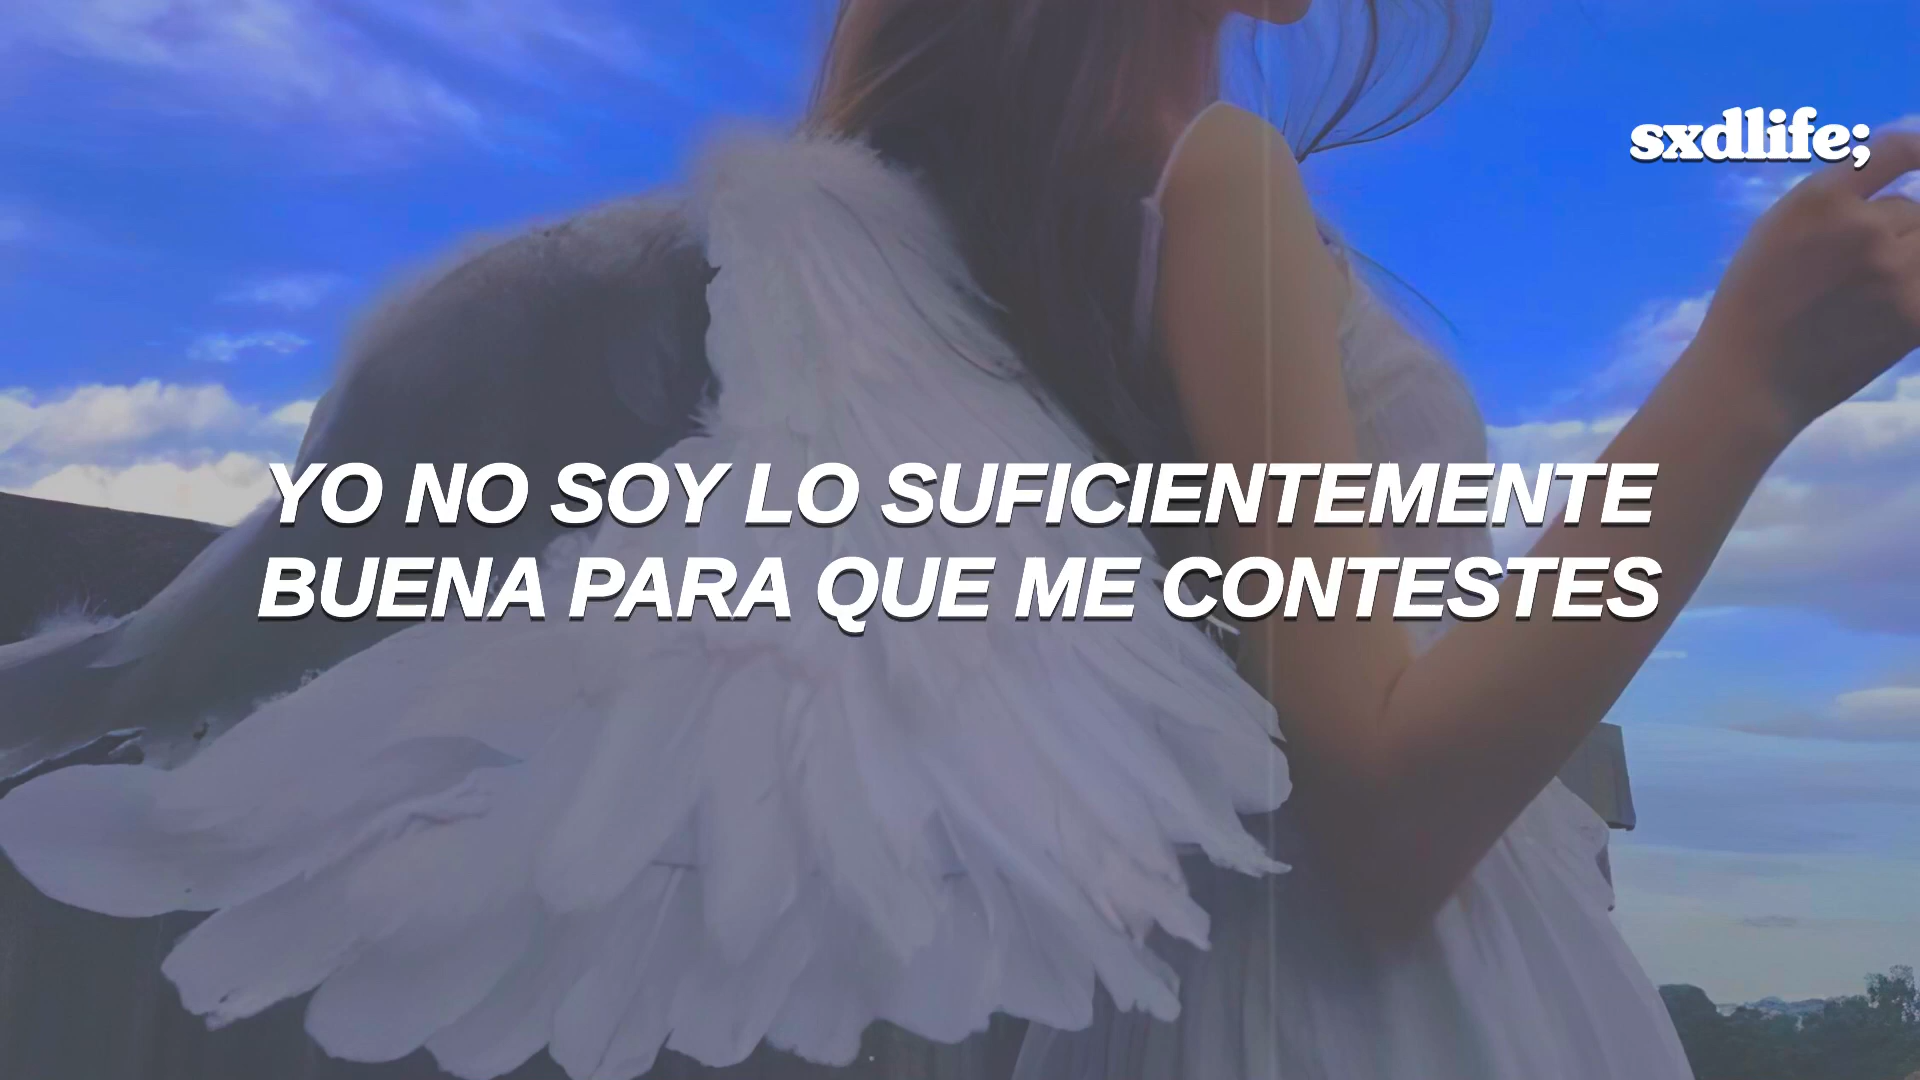 sxdlife;
YO NO SOY LO SUFICIENTEMENTE
BUENA PARA QUE ME CONTESTES